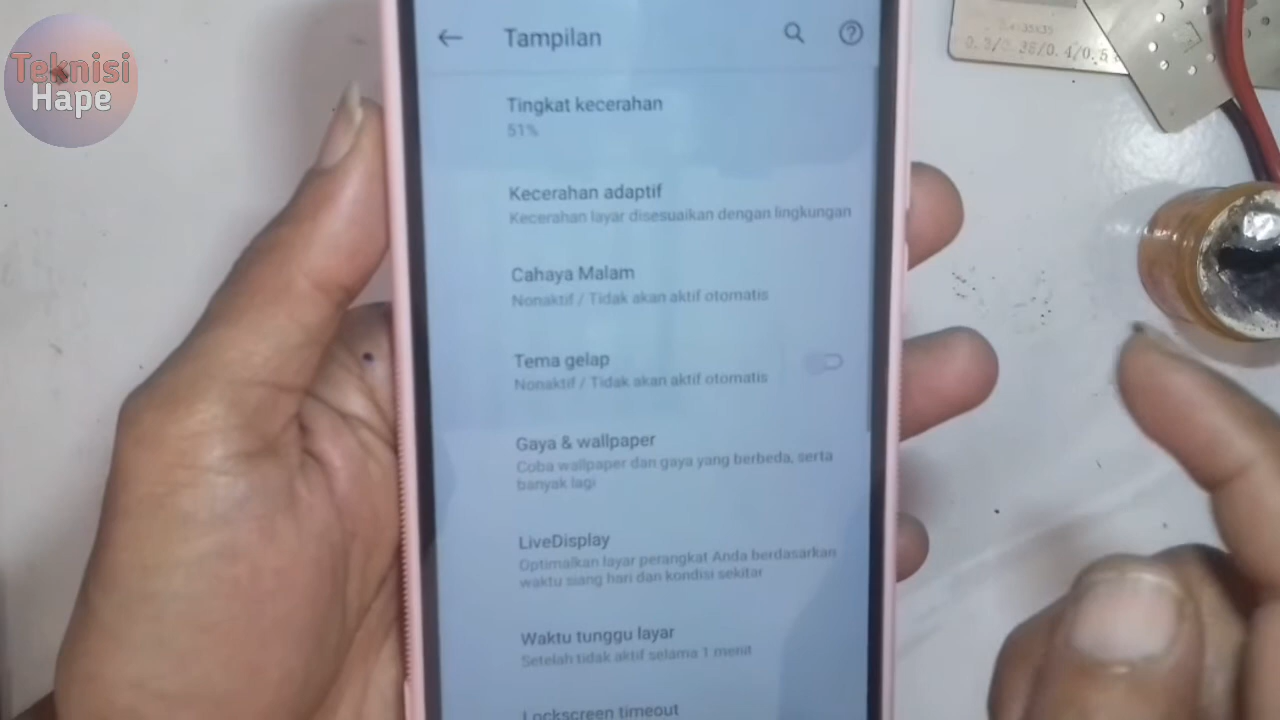 Teknisi
Hape
Tampilan
Tingkat kecerahan
51%
Kecerahan adaptif
Kecerahan layar disesuaikan dengan lingkungan
Cahaya Malam
Nonaktif / Tidak akan aktif otomatis
Tema gelap
Nonaktif / Tidak akan aktif otomatis
Gaya & wallpaper
Coba wallpaper dan gaya yang berbeda, serta
banyak lagi
LiveDisplay
Optimalkan layar perangkat Anda berdasarkan
waktu siang hari dan kondisi sekitar
Waktu tunggu layar
Setelah tidak aktif selama 1 menit
Lockscreen timeout